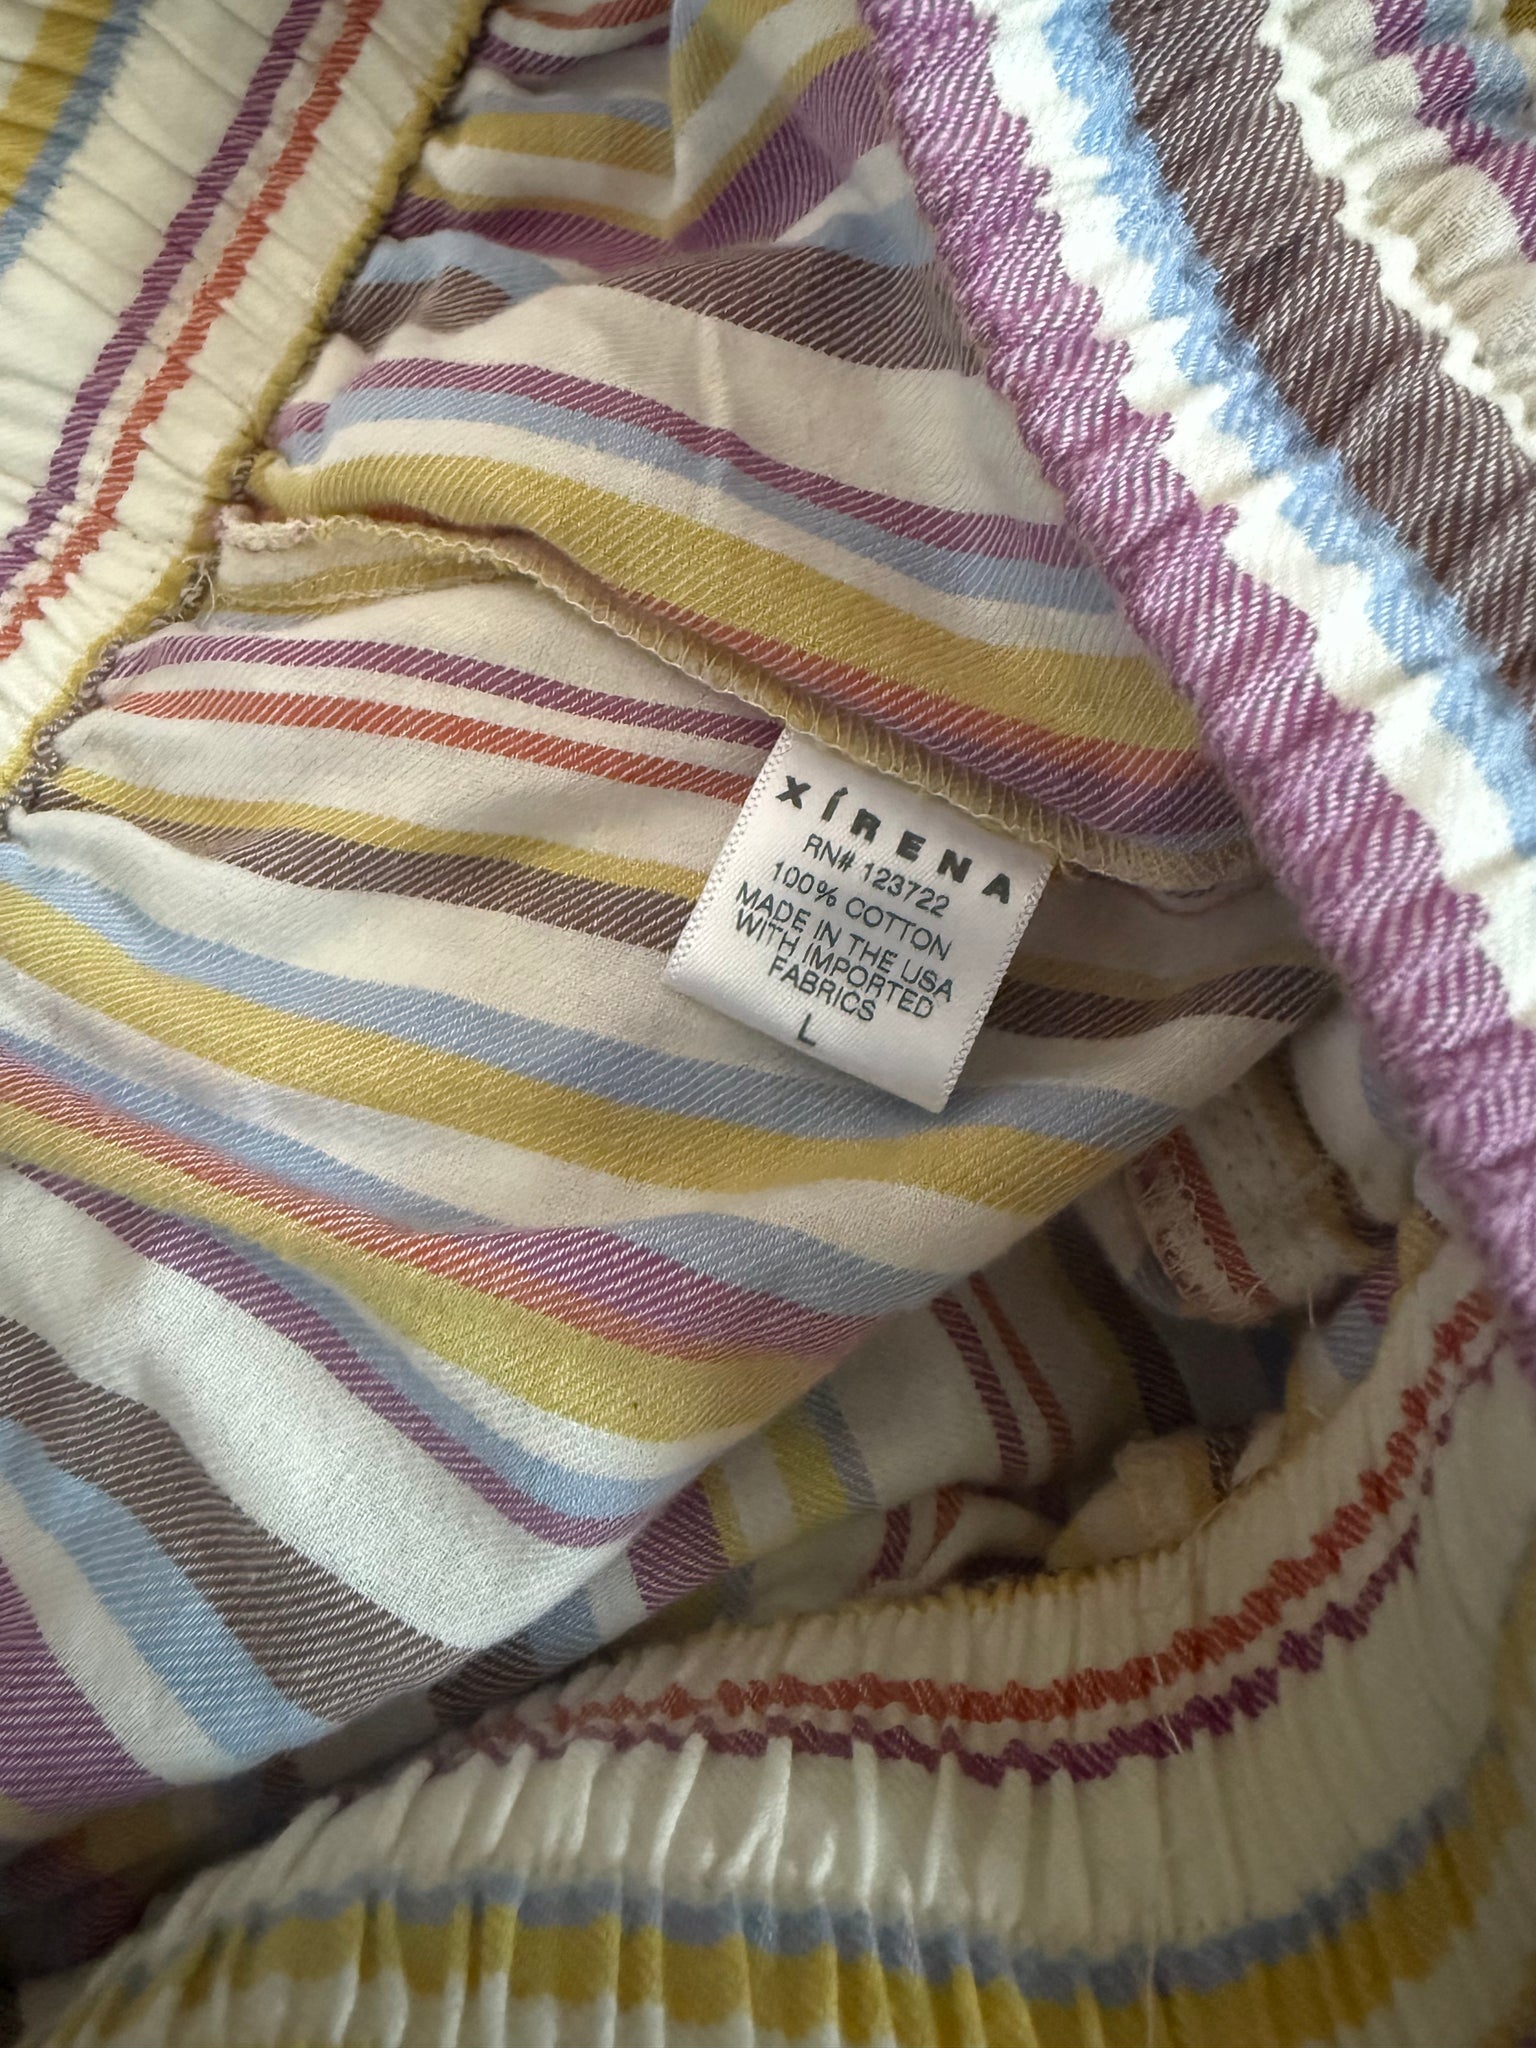 XÍRENA
RN# 123722
100% COTTON
MADE IN THE USA
WITH IMPORTED
FABRICS
L